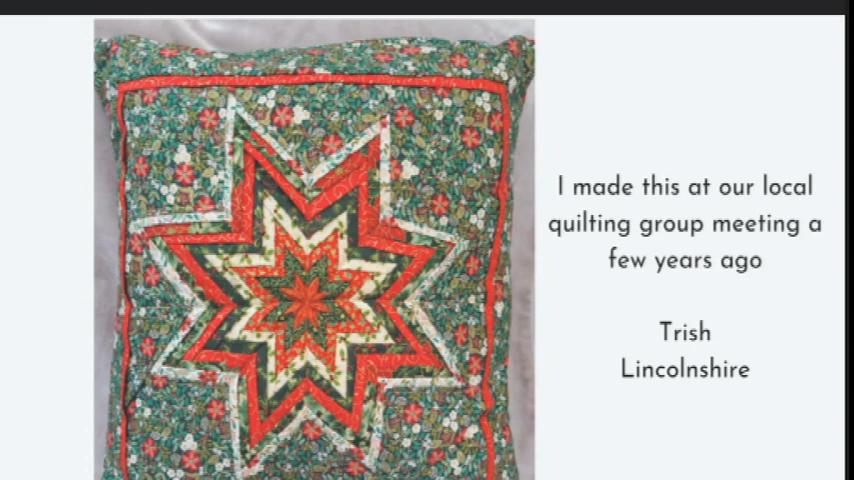 I made this at our local
quilting group meeting a
few years ago
Trish
Lincolnshire